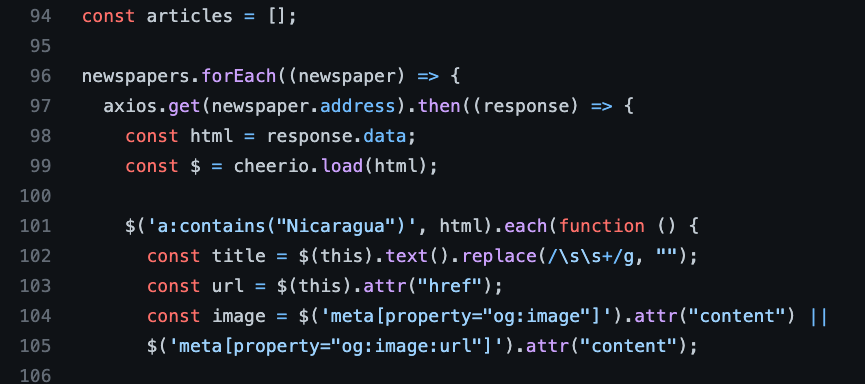 94 const articles = [];
95
96 newspapers.forEach((newspaper) => {
97 axios.get(newspaper.address).then((response) => {
98 const html = response.data;
99 const $ = cheerio.load(html);
100
101 $('a:contains("Nicaragua")', html).each(function () {
102 const title = $(this).text().replace(/\s\s+/g, "");
103 const url = $(this).attr("href");
104 const image = $('meta[property="og:image"]').attr("content") ||
105 $('meta[property="og:image:url"]').attr("content");
106